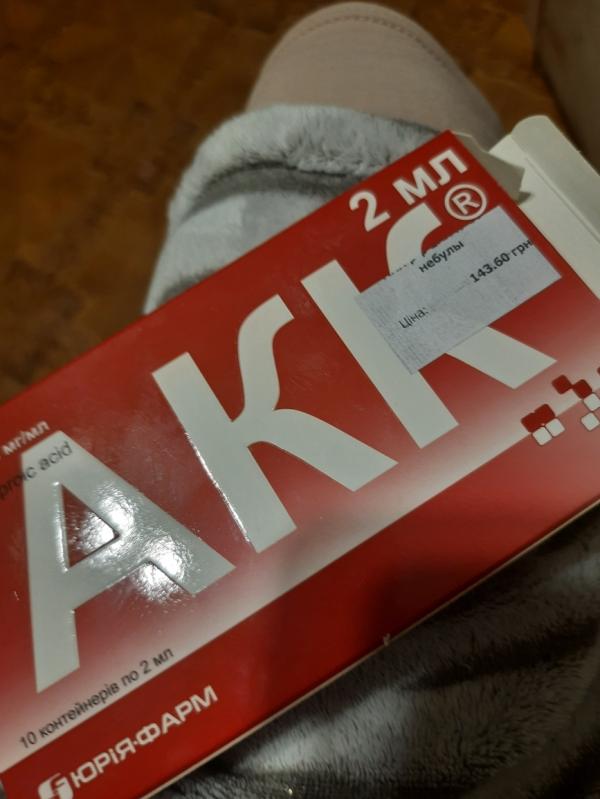 2 мл
АКК®
небулы
Ціна: 143.60 грн
мг/мл
proic acid
10 контейнерів по 2 мл
ЮРіЯ·ФАРМ